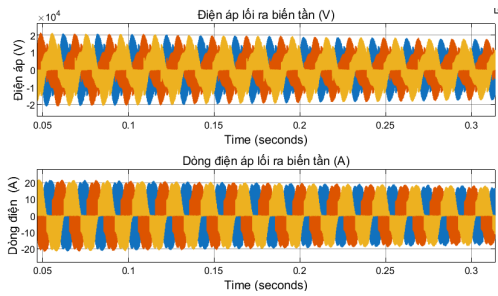 Điện áp lối ra biến tần (V)
×10⁴
2
1
0
-1
-2
Điện áp (V)
0.05 0.1 0.15 0.2 0.25 0.3
Time (seconds)
Dòng điện áp lối ra biến tần (A)
20
10
0
-10
-20
Dòng điện (A)
0.05 0.1 0.15 0.2 0.25 0.3
Time (seconds)